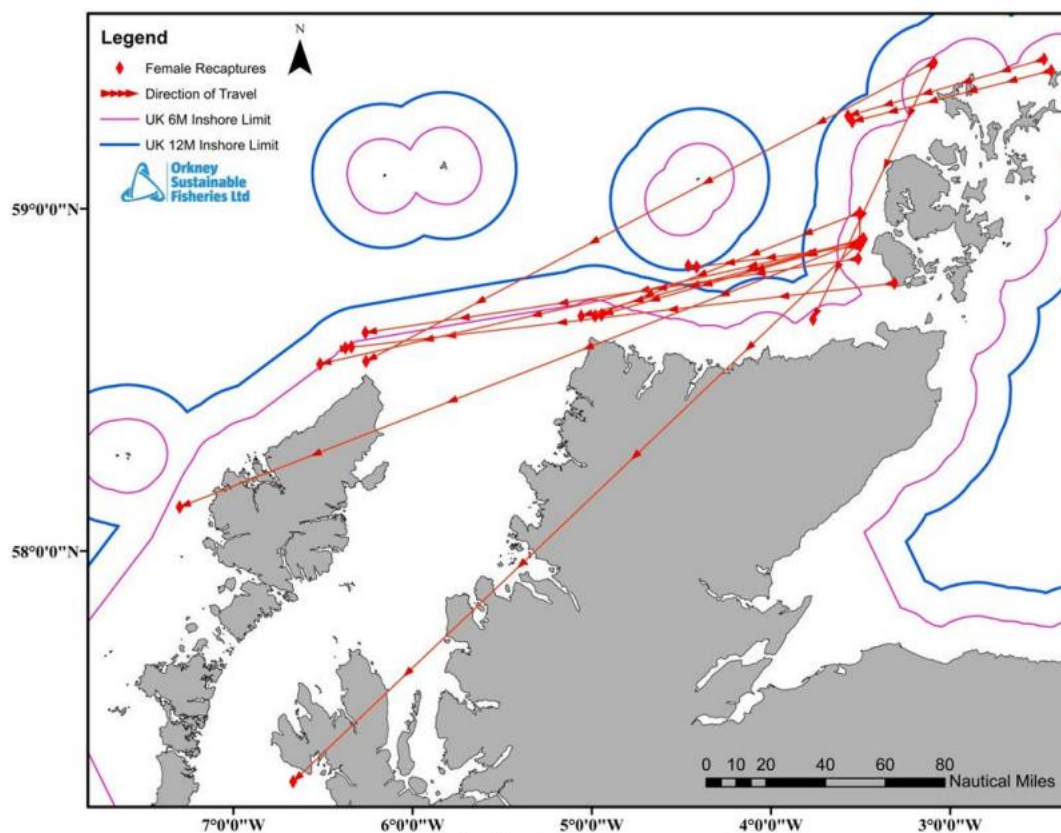 N
Legend
Female Recaptures
Direction of Travel
UK 6M Inshore Limit
UK 12M Inshore Limit
Orkney
Sustainable
Fisheries Ltd
59°0'0"N
58°0'0"N
0 10 20 40 60 80
Nautical Miles
7°0'0"W 6°0'0"W 5°0'0"W 4°0'0"W 3°0'0"W